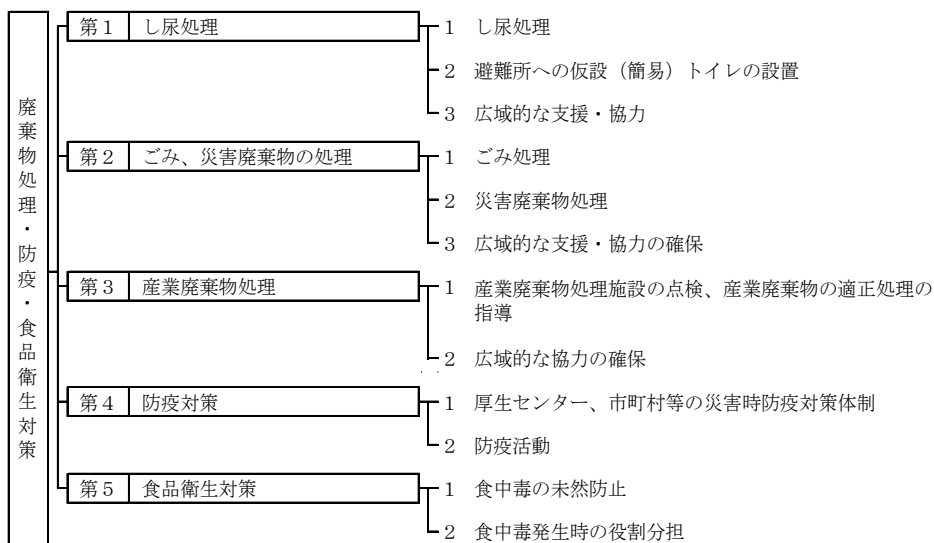 廃棄物処理・防疫・食品衛生対策
第1 し尿処理
1 し尿処理
2 避難所への仮設（簡易）トイレの設置
3 広域的な支援・協力
第2 ごみ、災害廃棄物の処理
1 ごみ処理
2 災害廃棄物処理
3 広域的な支援・協力の確保
第3 産業廃棄物処理
1 産業廃棄物処理施設の点検、産業廃棄物の適正処理の
指導
2 広域的な協力の確保
第4 防疫対策
1 厚生センター、市町村等の災害時防疫対策体制
2 防疫活動
第5 食品衛生対策
1 食中毒の未然防止
2 食中毒発生時の役割分担